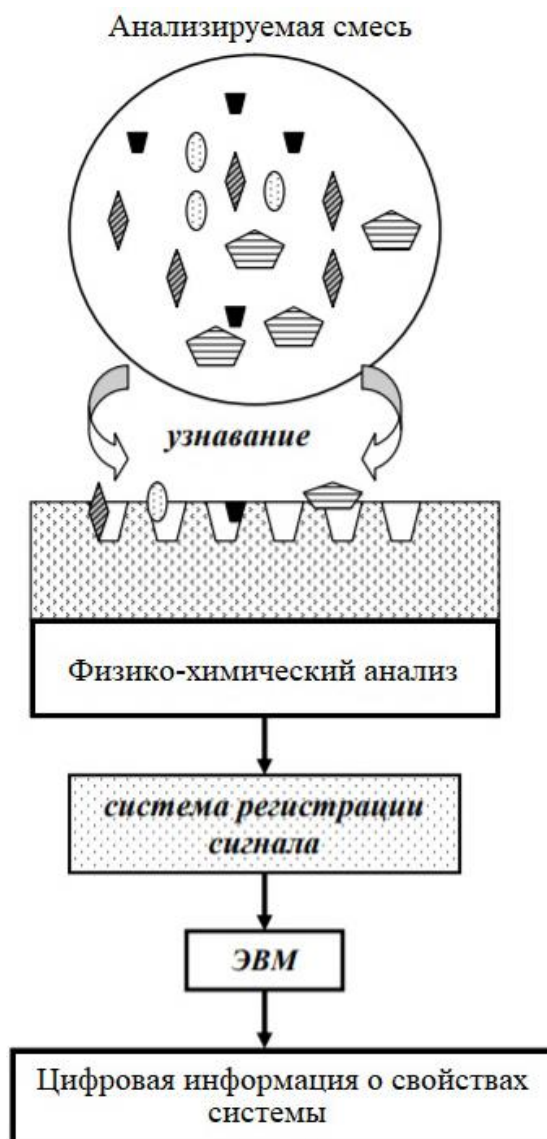 Анализируемая смесь
узнавание
Физико-химический анализ
система регистрации
сигнала
ЭВМ
Цифровая информация о свойствах
системы